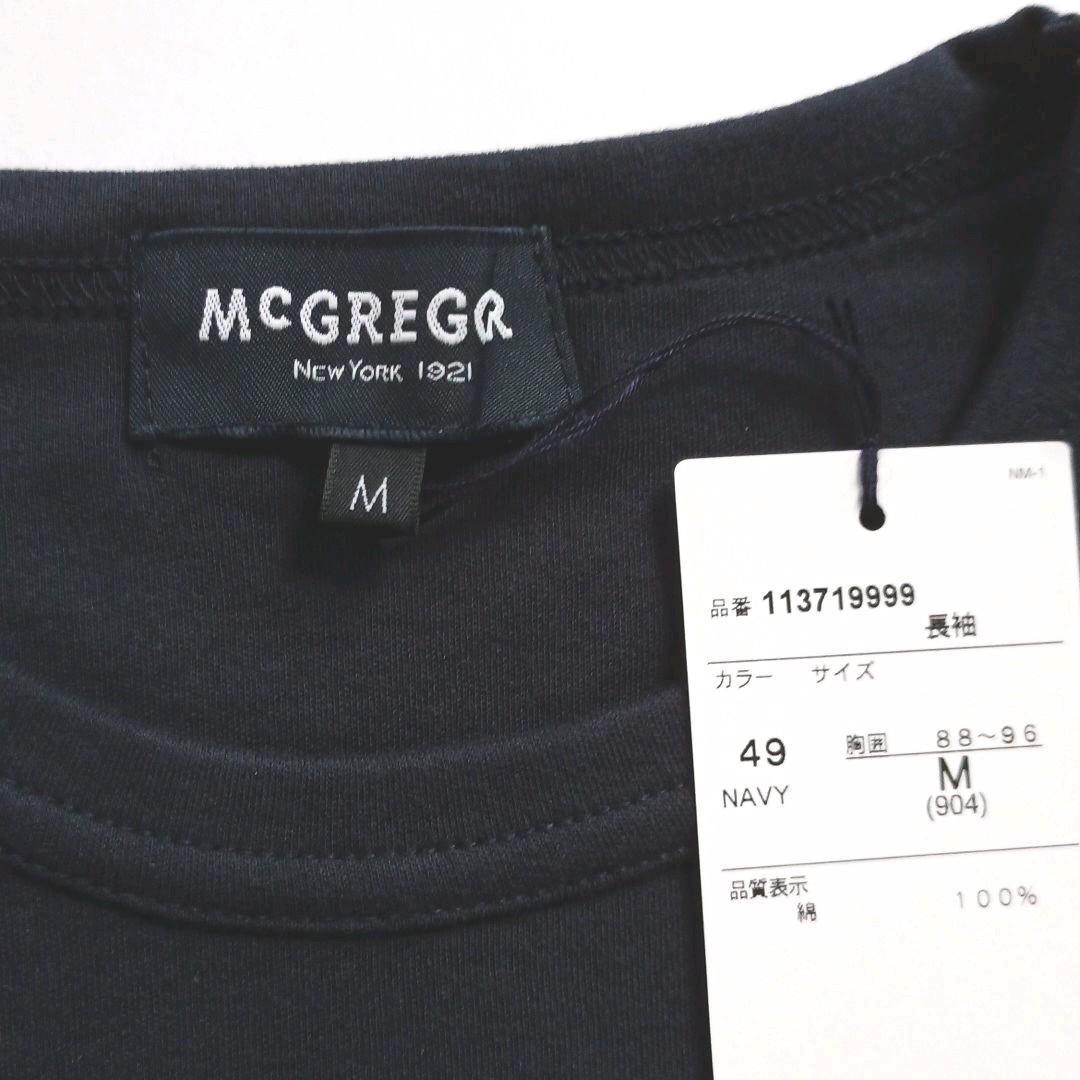 McGREGR
NEW YORK 1921
M
NM-1
品番 113719999
長袖
カラー サイズ
49 胸囲 88~96
NAVY M
(904)
品質表示
綿 100%